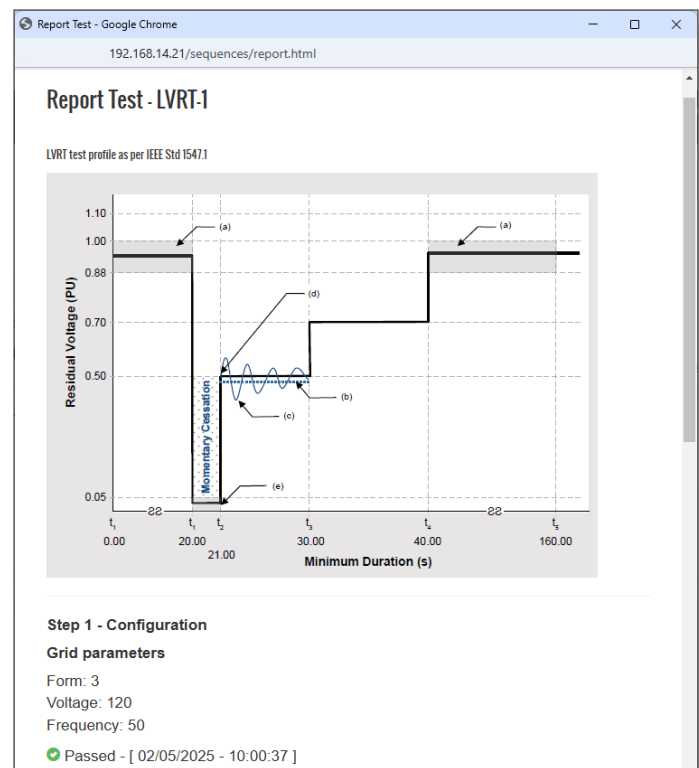 Report Test - Google Chrome
192.168.14.21/sequences/report.html
Report Test - LVRT-1
LVRT test profile as per IEEE Std 1547.1
Residual Voltage (PU)
1.10
1.00
0.88
0.70
0.50
0.05
(a)
(a)
(d)
(b)
(c)
(e)
Momentary Cessation
t₁ t₁ t₂ t₃ t₄ t₅
0.00 20.00 30.00 40.00 160.00
21.00
Minimum Duration (s)
Step 1 - Configuration
Grid parameters
Form: 3
Voltage: 120
Frequency: 50
Passed - [ 02/05/2025 - 10:00:37 ]